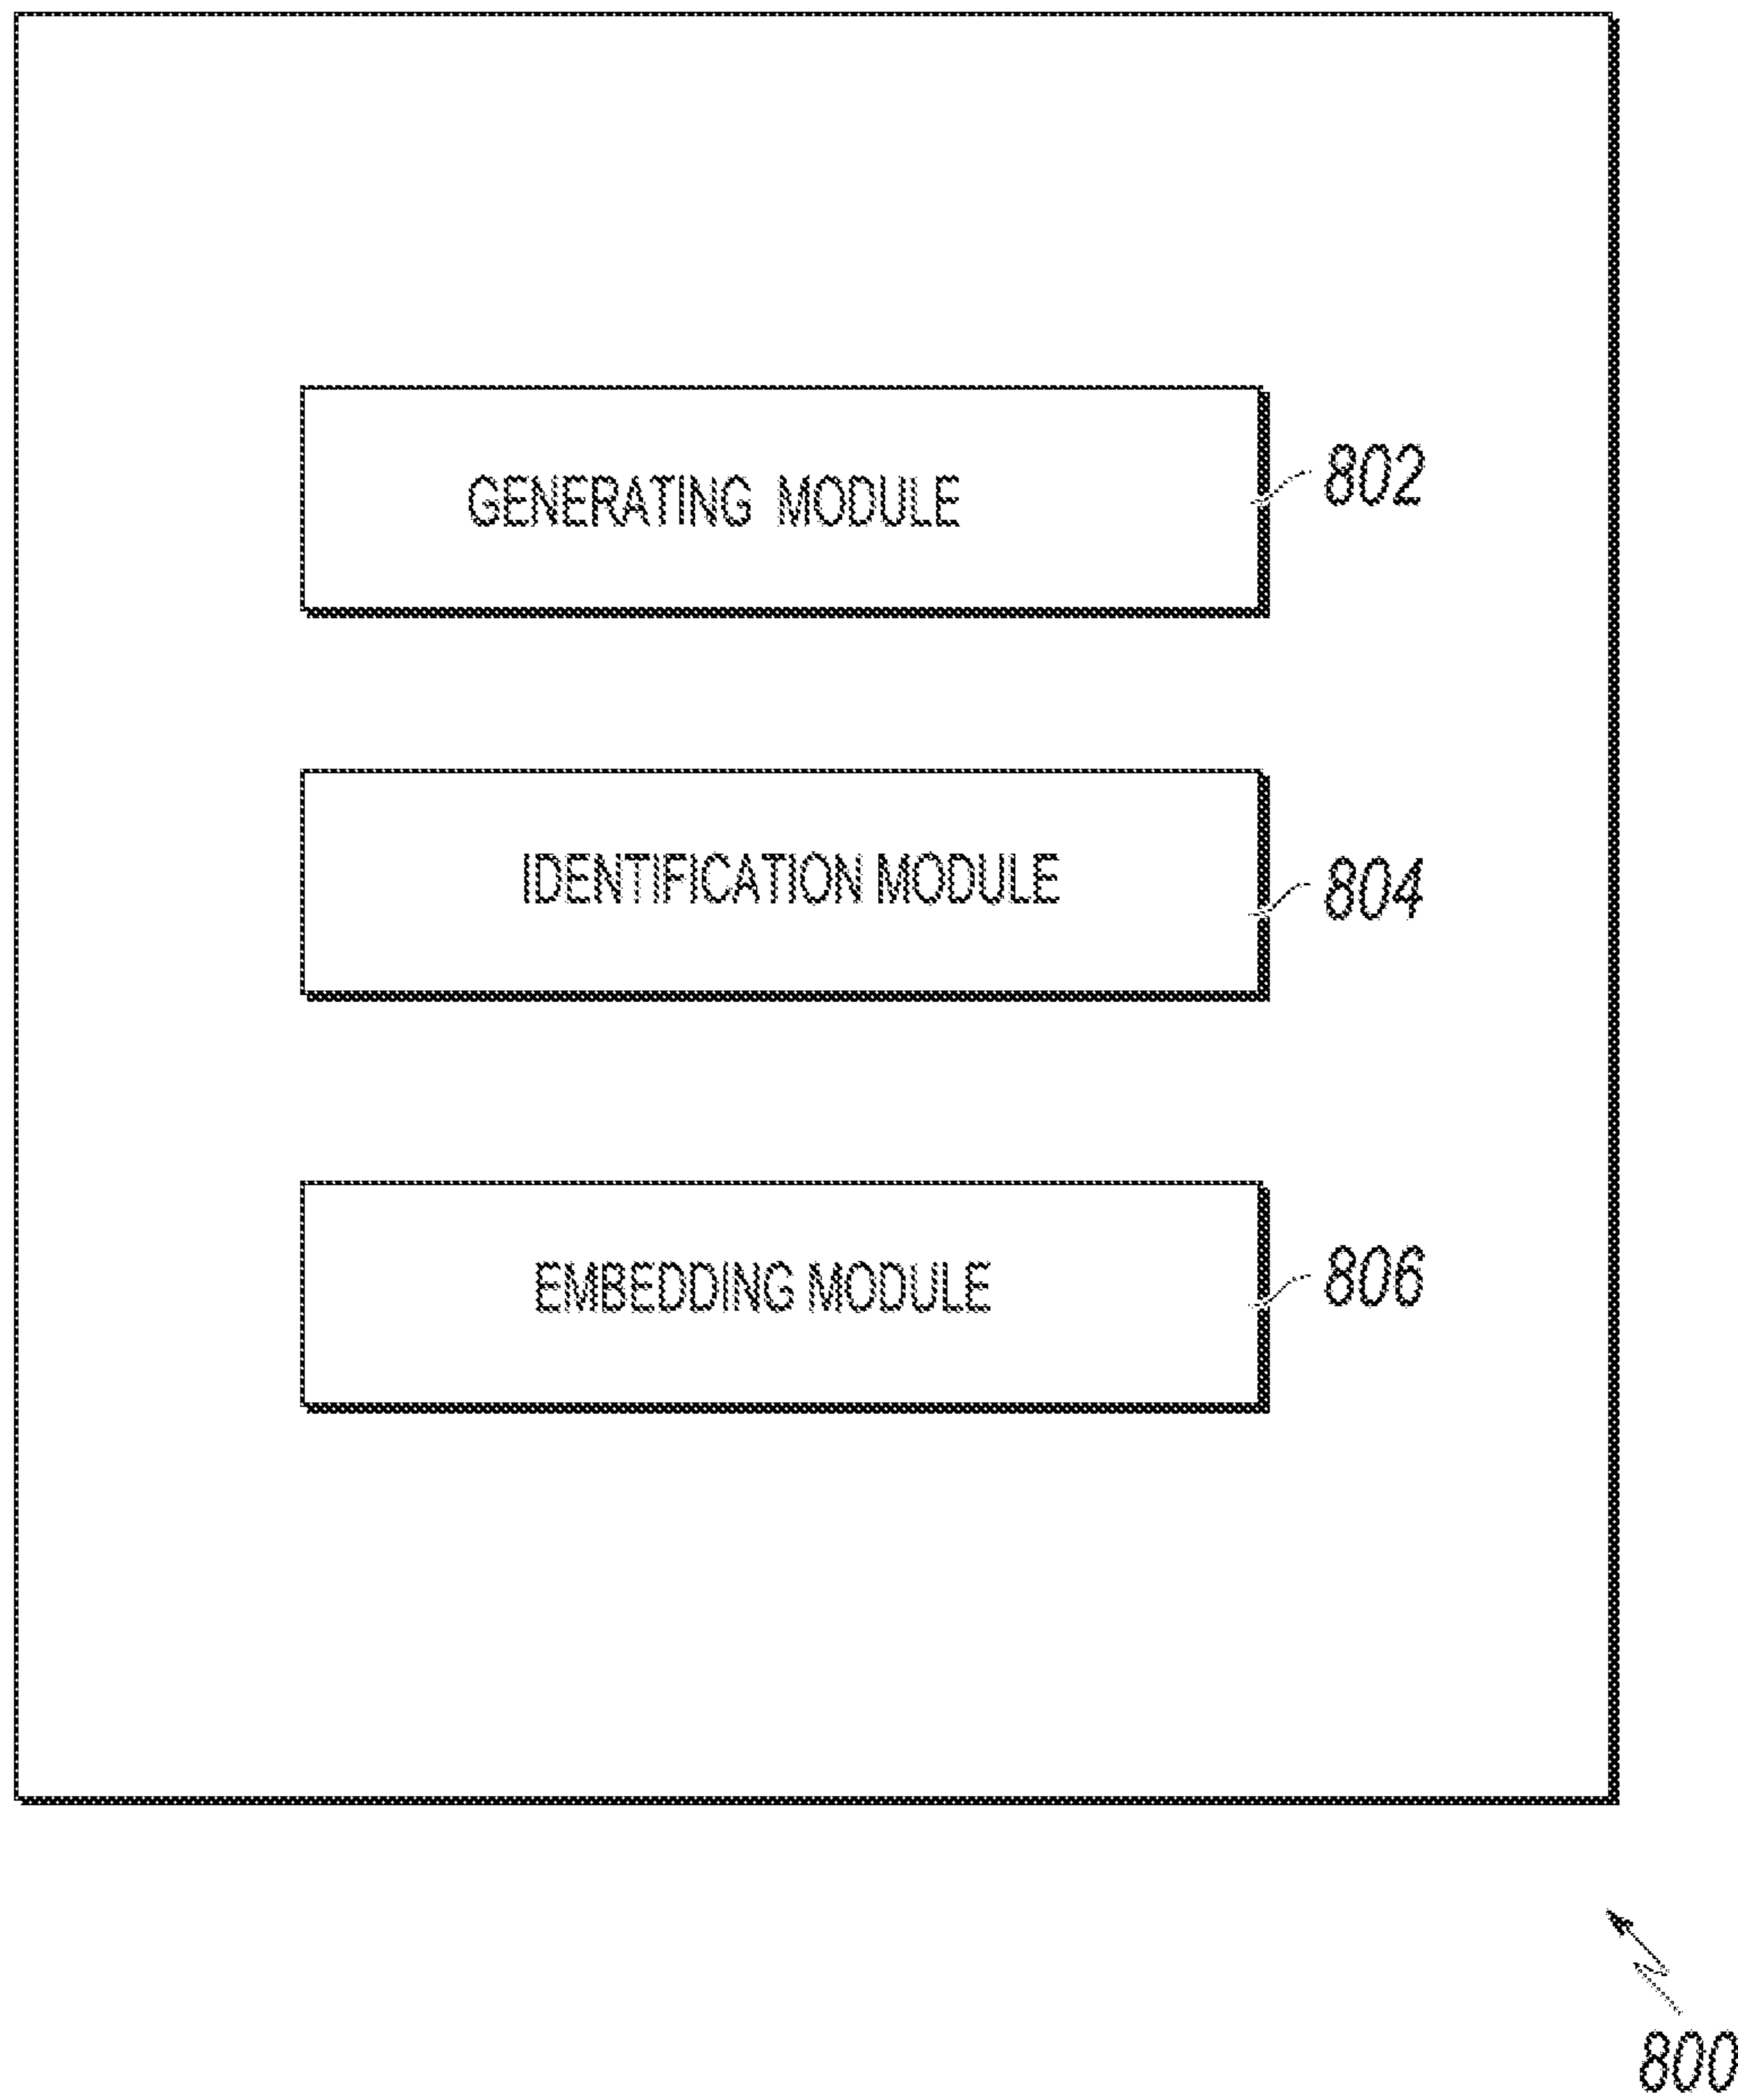 GENERATING MODULE
802
IDENTIFICATION MODULE
804
EMBEDDING MODULE
806
800